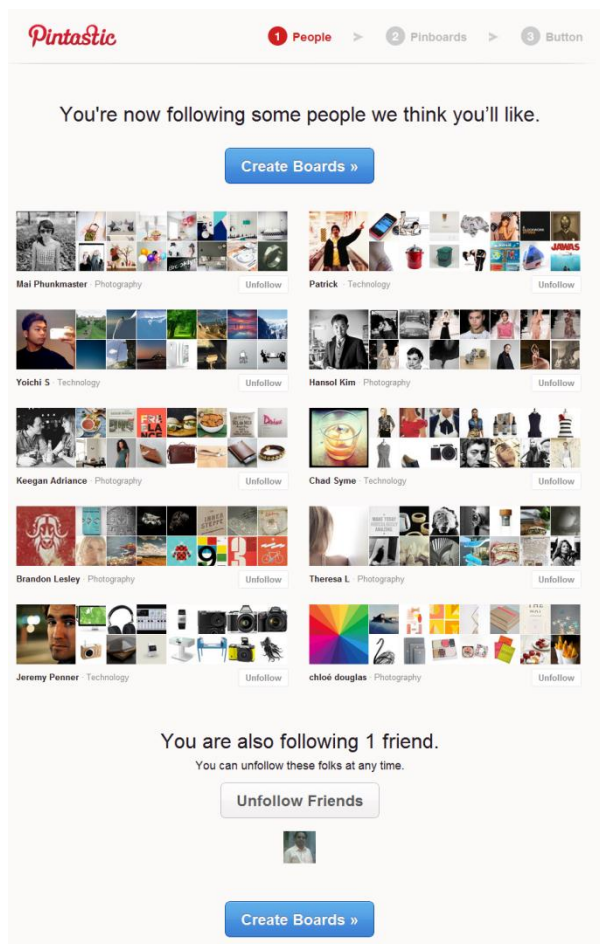 Pintastic
1 People > 2 Pinboards > 3 Button
You're now following some people we think you'll like.
Create Boards »
JAWAS
Mai Phunkmaster · Photography Unfollow
Patrick · Technology Unfollow
Yoichi S · Technology Unfollow
Hansol Kim · Photography Unfollow
Keegan Adriance · Photography Unfollow
Chad Syme · Technology Unfollow
Brandon Lesley · Photography Unfollow
Theresa L · Photography Unfollow
Jeremy Penner · Technology Unfollow
chloé douglas · Photography Unfollow
You are also following 1 friend.
You can unfollow these folks at any time.
Unfollow Friends
Create Boards »